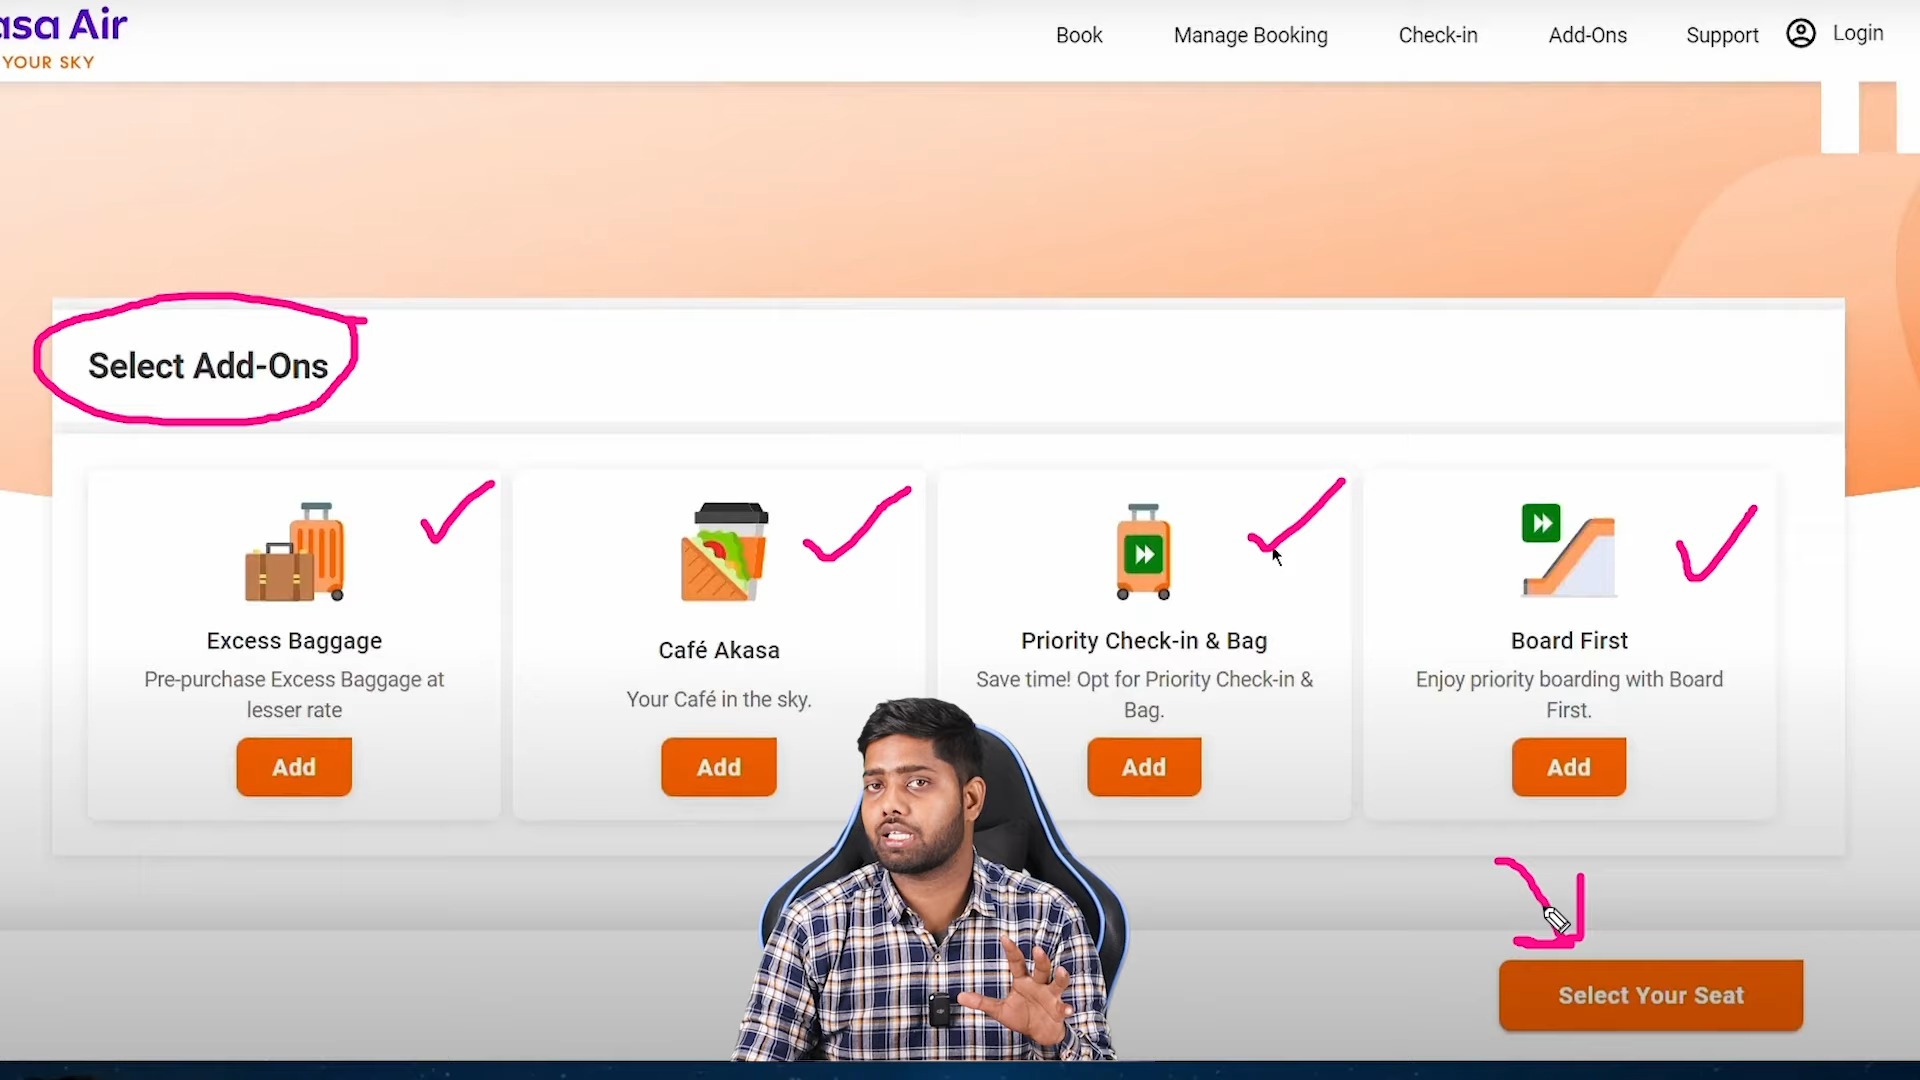 asa Air
YOUR SKY
Book
Manage Booking
Check-in
Add-Ons
Support
Login
Select Add-Ons
Excess Baggage
Pre-purchase Excess Baggage at
lesser rate
Add
Café Akasa
Your Café in the sky.
Add
Priority Check-in & Bag
Save time! Opt for Priority Check-in &
Bag.
Add
Board First
Enjoy priority boarding with Board
First.
Add
Select Your Seat